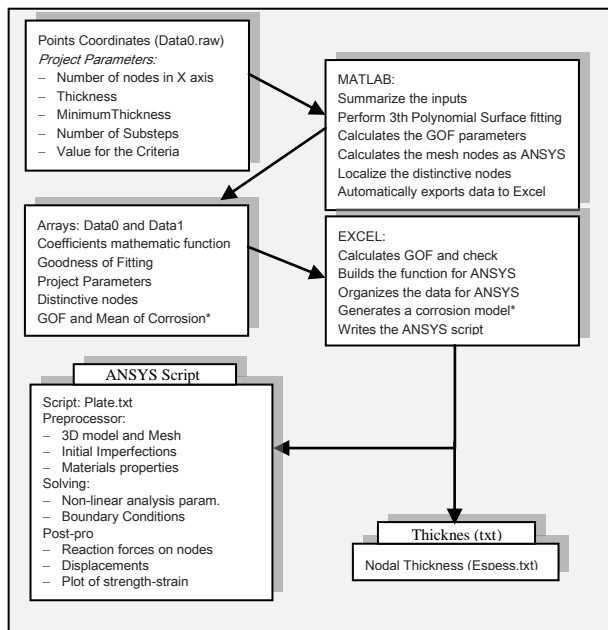 Points Coordinates (Data0.raw)
Project Parameters:
– Number of nodes in X axis
– Thickness
– MinimumThickness
– Number of Substeps
– Value for the Criteria
MATLAB:
Summarize the inputs
Perform 3th Polynomial Surface fitting
Calculates the GOF parameters
Calculates the mesh nodes as ANSYS
Localize the distinctive nodes
Automatically exports data to Excel
Arrays: Data0 and Data1
Coefficients mathematic function
Goodness of Fitting
Project Parameters
Distinctive nodes
GOF and Mean of Corrosion*
EXCEL:
Calculates GOF and check
Builds the function for ANSYS
Organizes the data for ANSYS
Generates a corrosion model*
Writes the ANSYS script
ANSYS Script
Script: Plate.txt
Preprocessor:
– 3D model and Mesh
– Initial Imperfections
– Materials properties
Solving:
– Non-linear analysis param.
– Boundary Conditions
Post-pro
– Reaction forces on nodes
– Displacements
– Plot of strength-strain
Thicknes (txt)
Nodal Thickness (Espess.txt)